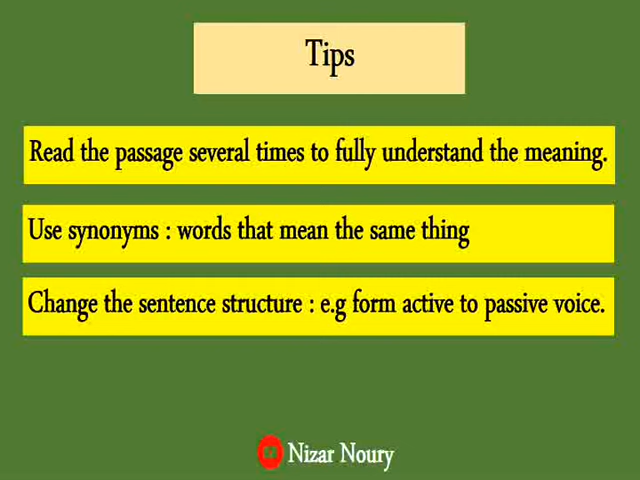 Tips
Read the passage several times to fully understand the meaning.
Use synonyms : words that mean the same thing
Change the sentence structure : e.g form active to passive voice.
Nizar Noury